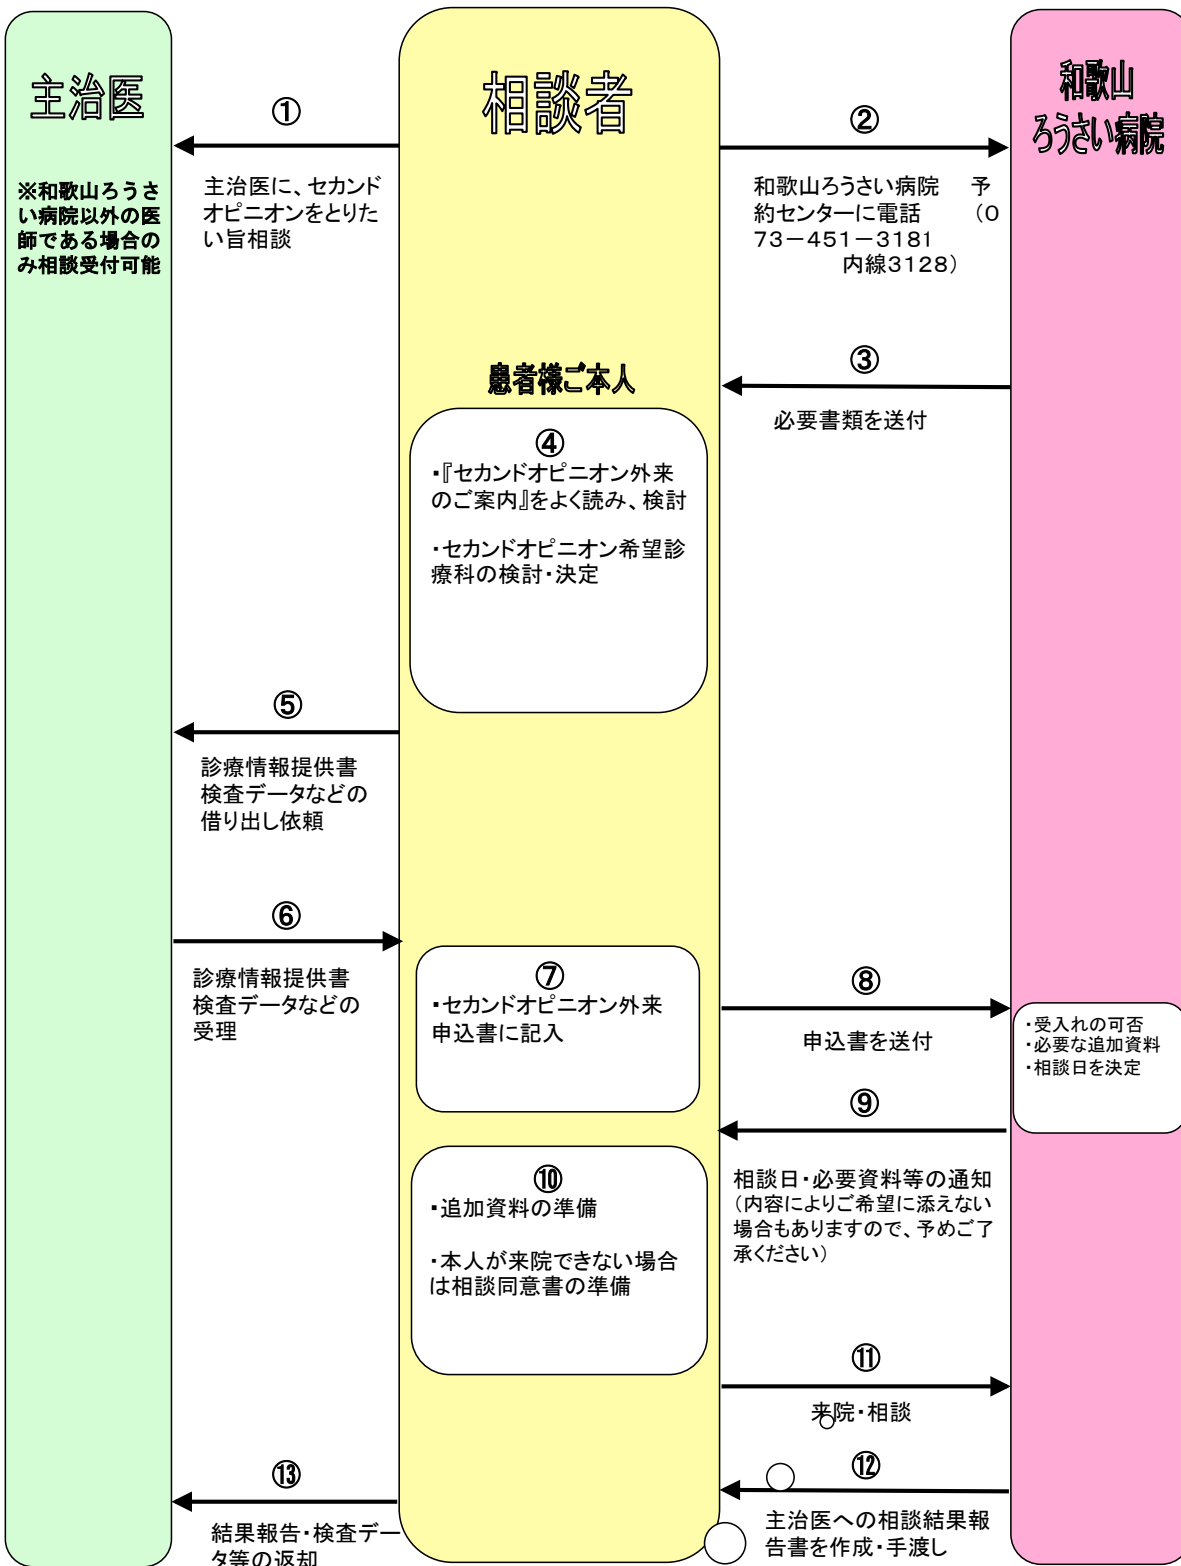 主治医
相談者
和歌山
ろうさい病院
※和歌山ろうさ
い病院以外の医
師である場合の
み相談受付可能
①
主治医に、セカンド
オピニオンをとりた
い旨相談
②
和歌山ろうさい病院　予
約センターに電話　（0
73－451－3181
内線3128）
③
必要書類を送付
患者様ご本人
④
・『セカンドオピニオン外来
のご案内』をよく読み、検討
・セカンドオピニオン希望診
療科の検討・決定
⑤
診療情報提供書
検査データなどの
借り出し依頼
⑥
診療情報提供書
検査データなどの
受理
⑦
・セカンドオピニオン外来
申込書に記入
⑧
申込書を送付
・受入れの可否
・必要な追加資料
・相談日を決定
⑨
相談日・必要資料等の通知
（内容によりご希望に添えない
場合もありますので、予めご了
承ください）
⑩
・追加資料の準備
・本人が来院できない場合
は相談同意書の準備
⑪
来院・相談
⑫
主治医への相談結果報
告書を作成・手渡し
⑬
結果報告・検査デー
タ等の返却